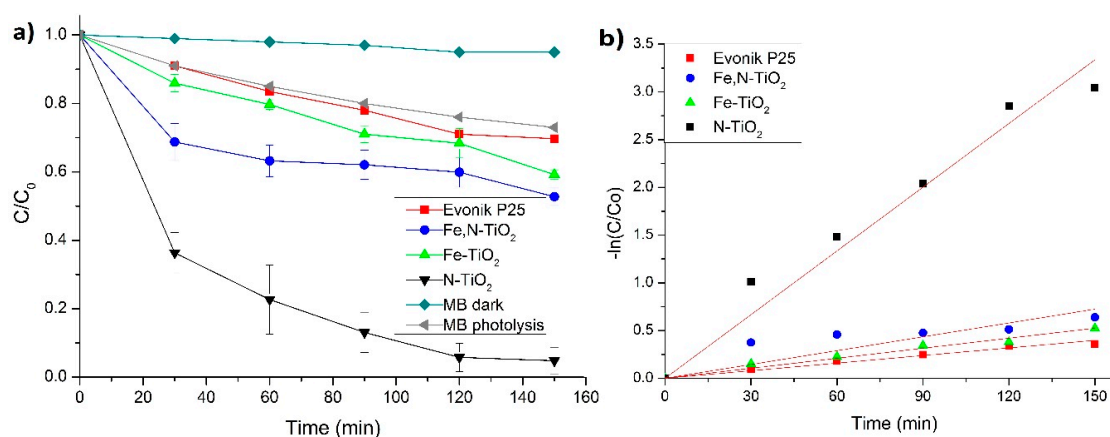 a)
1.0
0.8
0.6
0.4
0.2
0.0
C/C₀
Evonik P25
Fe,N-TiO₂
Fe-TiO₂
N-TiO₂
MB dark
MB photolysis
0 20 40 60 80 100 120 140 160
Time (min)
b)
3.5
3.0
2.5
2.0
1.5
1.0
0.5
0.0
-ln(C/Co)
Evonik P25
Fe,N-TiO₂
Fe-TiO₂
N-TiO₂
0 30 60 90 120 150
Time (min)